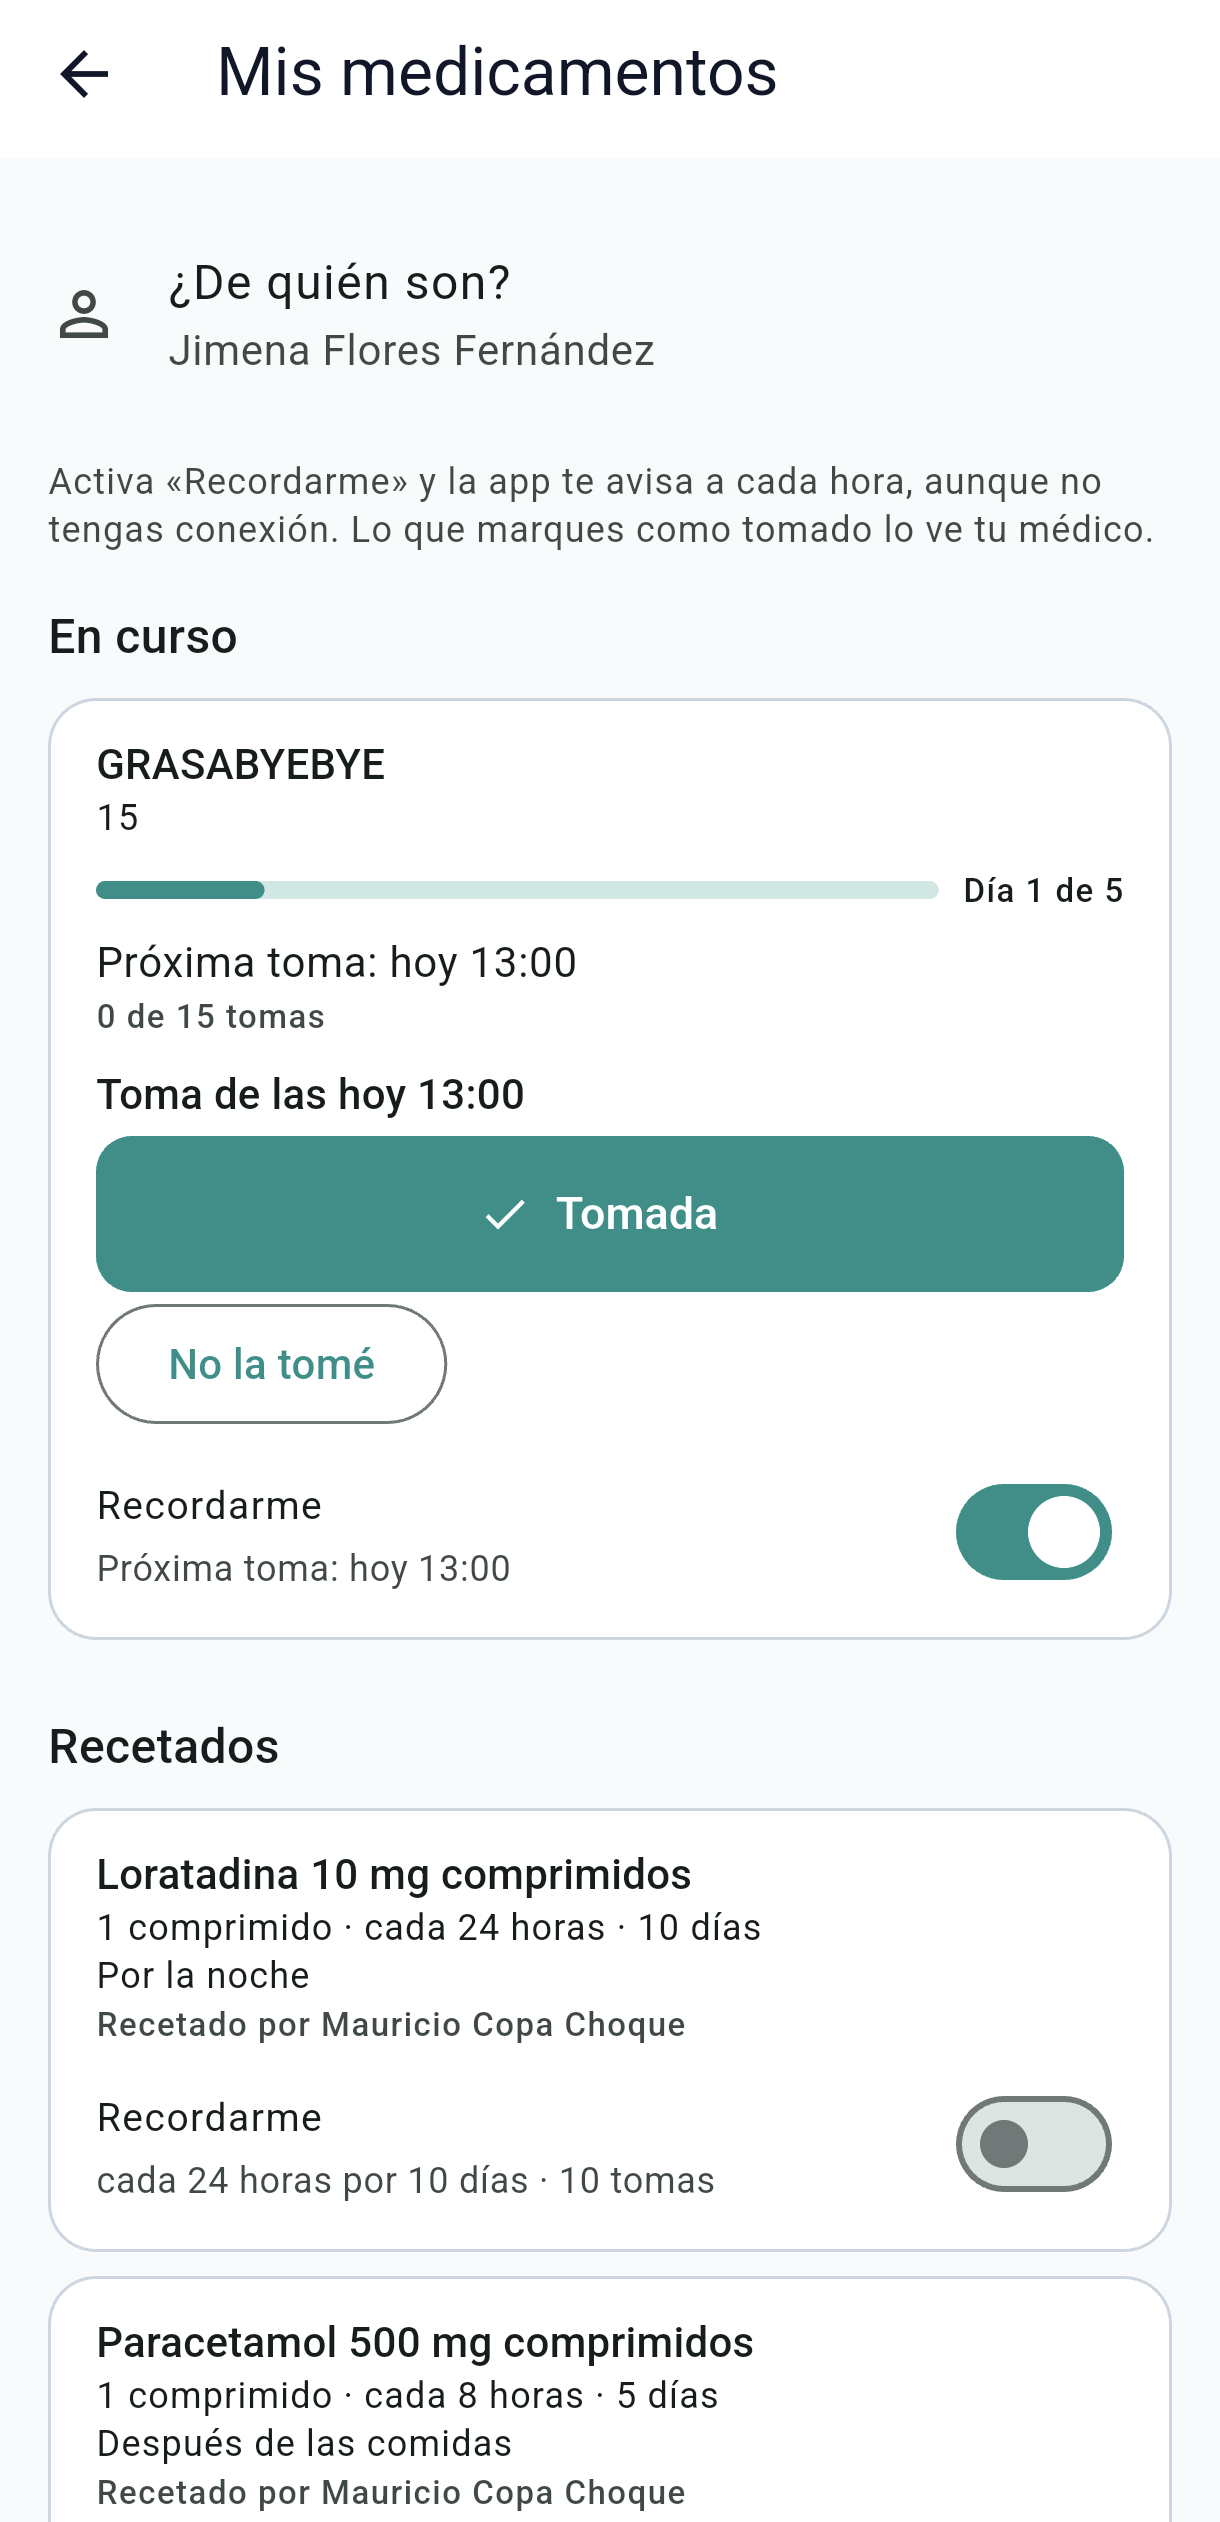 Mis medicamentos
¿De quién son?
Jimena Flores Fernández
Activa «Recordarme» y la app te avisa a cada hora, aunque no
tengas conexión. Lo que marques como tomado lo ve tu médico.
En curso
GRASABYEBYE
15
Día 1 de 5
Próxima toma: hoy 13:00
0 de 15 tomas
Toma de las hoy 13:00
Tomada
No la tomé
Recordarme
Próxima toma: hoy 13:00
Recetados
Loratadina 10 mg comprimidos
1 comprimido · cada 24 horas · 10 días
Por la noche
Recetado por Mauricio Copa Choque
Recordarme
cada 24 horas por 10 días · 10 tomas
Paracetamol 500 mg comprimidos
1 comprimido · cada 8 horas · 5 días
Después de las comidas
Recetado por Mauricio Copa Choque